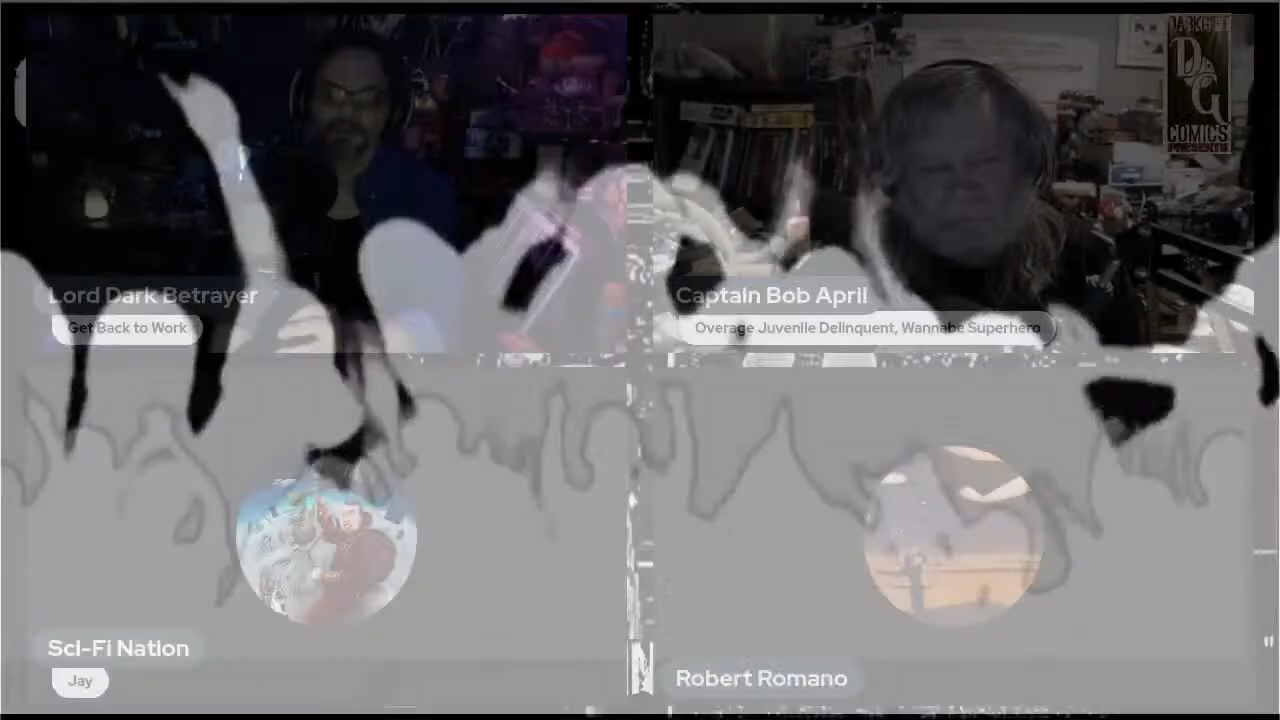 DARKGIFT
D
G
COMICS
PRESENTS
Lord Dark Betrayer
Get Back to Work
Captain Bob April
Overage Juvenile Delinquent, Wannabe Superhero
Sci-Fi Nation
Jay
Robert Romano